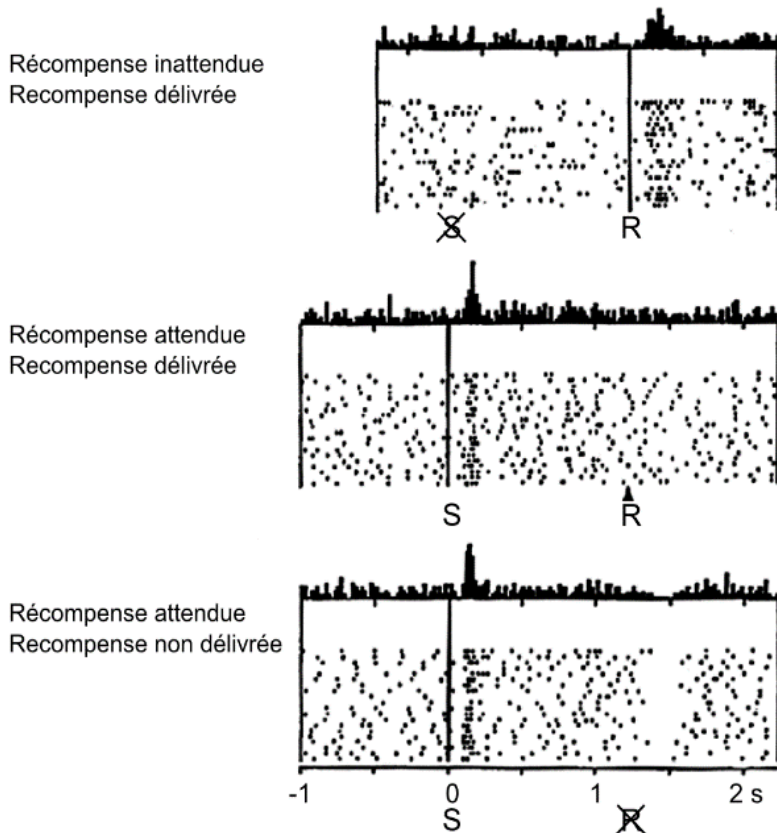 Récompense inattendue
Recompense délivrée
S R
Récompense attendue
Recompense délivrée
S R
Récompense attendue
Recompense non délivrée
-1 0 1 2 s
S R